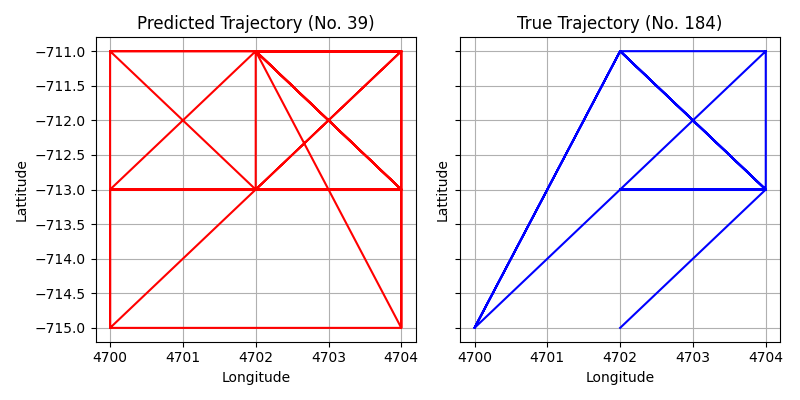 Predicted Trajectory (No. 39)
True Trajectory (No. 184)
Lattitude
−711.0
−711.5
−712.0
−712.5
−713.0
−713.5
−714.0
−714.5
−715.0
4700 4701 4702 4703 4704
Longitude
Lattitude
4700 4701 4702 4703 4704
Longitude